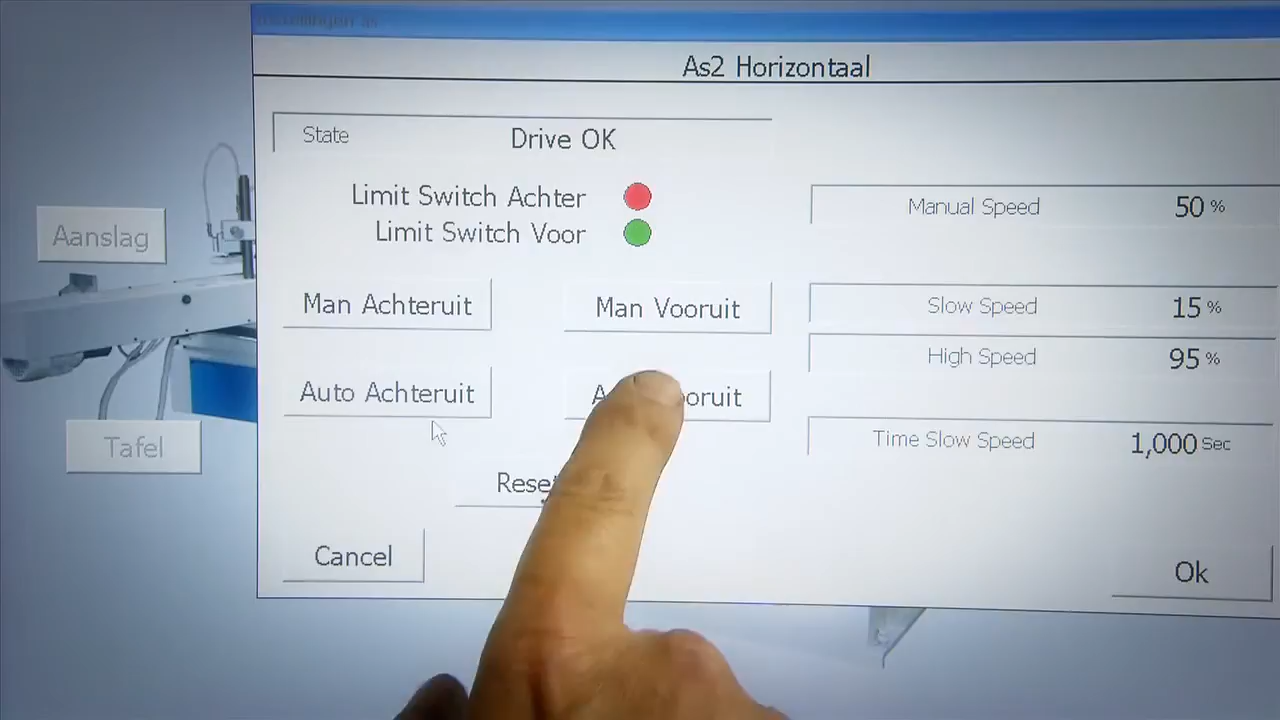 As2 Horizontaal
State Drive OK
Limit Switch Achter
Limit Switch Voor
Manual Speed 50 %
Aanslag
Man Achteruit
Man Vooruit
Slow Speed 15 %
High Speed 95 %
Auto Achteruit
Time Slow Speed 1,000 Sec
Tafel
Reset
Cancel
Ok